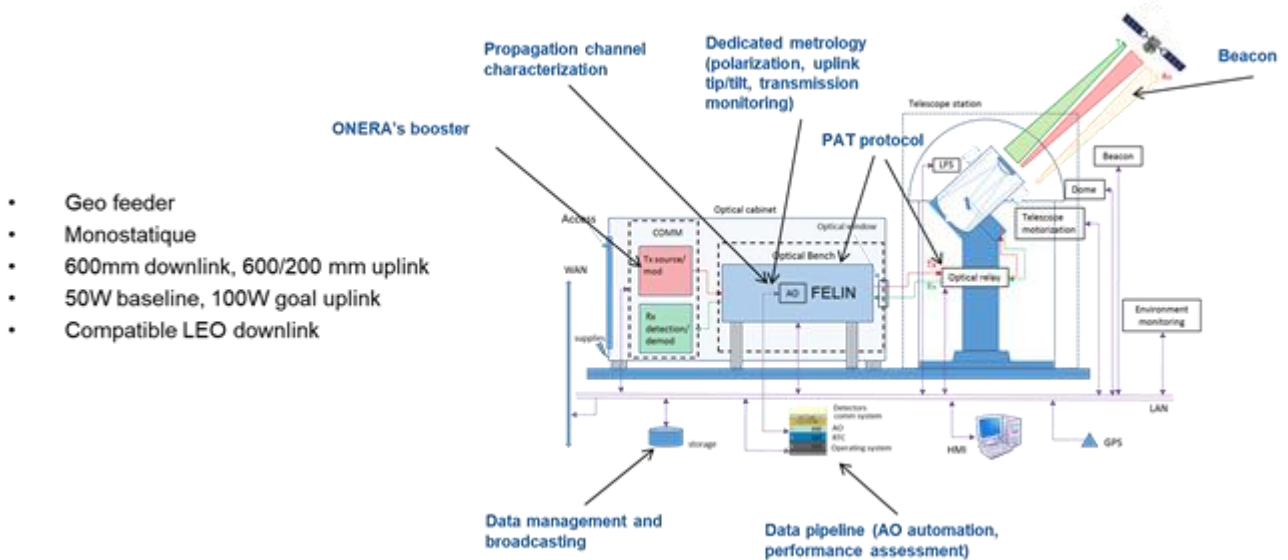 Propagation channel
characterization
Dedicated metrology
(polarization, uplink
tip/tilt, transmission
monitoring)
Beacon
ONERA's booster
PAT protocol
Telescope station
LFS
Beacon
Dome
Telescope
motorization
Optical cabinet
Access
Optical window
COMM
Optical Bench
Tx source/
mod
WAN
AO
FELIN
Tx
Rx
Optical relay
Rx
detection/
demod
Environment
monitoring
supplies
LAN
Detectors
comm system
AO
RTC
Operating system
storage
HMI
GPS
Data management and
broadcasting
Data pipeline (AO automation,
performance assessment)
• Geo feeder
• Monostatique
• 600mm downlink, 600/200 mm uplink
• 50W baseline, 100W goal uplink
• Compatible LEO downlink